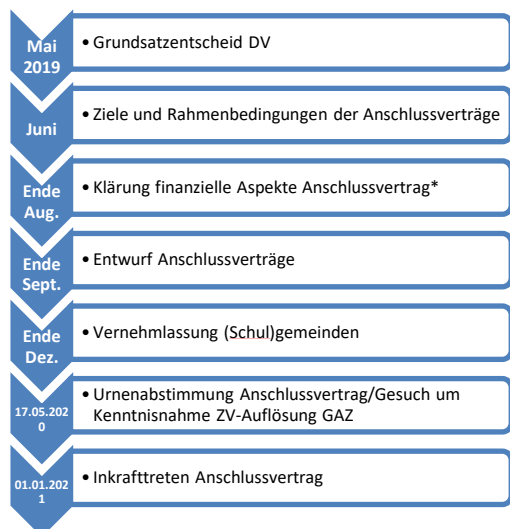 Mai
2019
• Grundsatzentscheid DV
Juni
• Ziele und Rahmenbedingungen der Anschlussverträge
Ende
Aug.
• Klärung finanzielle Aspekte Anschlussvertrag*
Ende
Sept.
• Entwurf Anschlussverträge
Ende
Dez.
• Vernehmlassung (Schul)gemeinden
17.05.202
0
• Urnenabstimmung Anschlussvertrag/Gesuch um
Kenntnisnahme ZV-Auflösung GAZ
01.01.202
1
• Inkrafttreten Anschlussvertrag